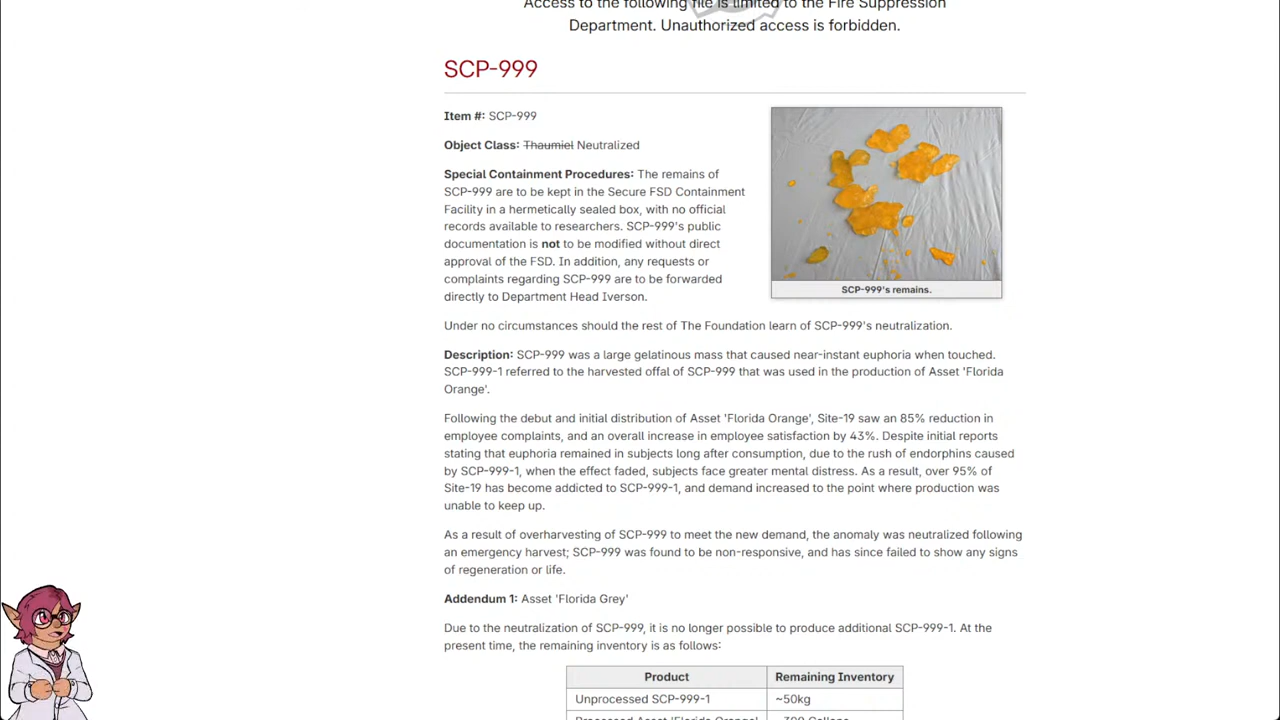 Access to the following file is limited to the Fire Suppression
Department. Unauthorized access is forbidden.
SCP-999
Item #: SCP-999
Object Class: Thaumiel Neutralized
Special Containment Procedures: The remains of
SCP-999 are to be kept in the Secure FSD Containment
Facility in a hermetically sealed box, with no official
records available to researchers. SCP-999's public
documentation is not to be modified without direct
approval of the FSD. In addition, any requests or
complaints regarding SCP-999 are to be forwarded
directly to Department Head Iverson.
SCP-999's remains.
Under no circumstances should the rest of The Foundation learn of SCP-999's neutralization.
Description: SCP-999 was a large gelatinous mass that caused near-instant euphoria when touched.
SCP-999-1 referred to the harvested offal of SCP-999 that was used in the production of Asset 'Florida
Orange'.
Following the debut and initial distribution of Asset 'Florida Orange', Site-19 saw an 85% reduction in
employee complaints, and an overall increase in employee satisfaction by 43%. Despite initial reports
stating that euphoria remained in subjects long after consumption, due to the rush of endorphins caused
by SCP-999-1, when the effect faded, subjects face greater mental distress. As a result, over 95% of
Site-19 has become addicted to SCP-999-1, and demand increased to the point where production was
unable to keep up.
As a result of overharvesting of SCP-999 to meet the new demand, the anomaly was neutralized following
an emergency harvest; SCP-999 was found to be non-responsive, and has since failed to show any signs
of regeneration or life.
Addendum 1: Asset 'Florida Grey'
Due to the neutralization of SCP-999, it is no longer possible to produce additional SCP-999-1. At the
present time, the remaining inventory is as follows:
Product Remaining Inventory
Unprocessed SCP-999-1 ~50kg
Processed Asset 'Florida Orange' 300 Gallons